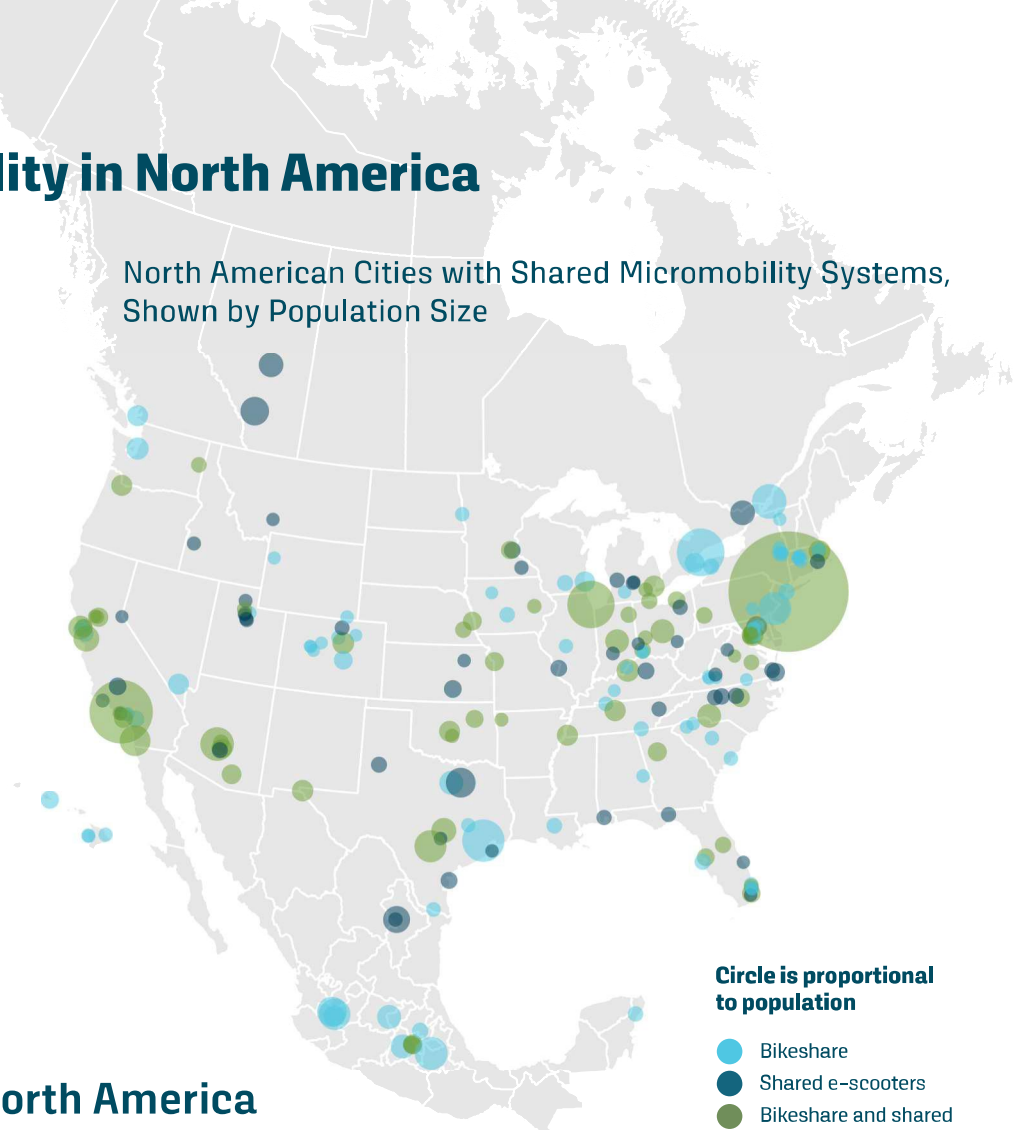 lity in North America
North American Cities with Shared Micromobility Systems,
Shown by Population Size
Circle is proportional
to population
Bikeshare
Shared e-scooters
Bikeshare and shared
orth America